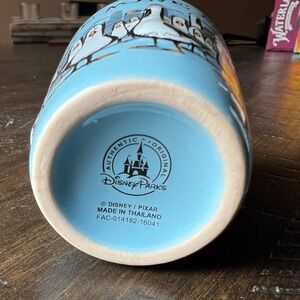 AUTHENTIC • ORIGINAL
Disney Parks
© DISNEY / PIXAR
MADE IN THAILAND
FAC-014182-16041